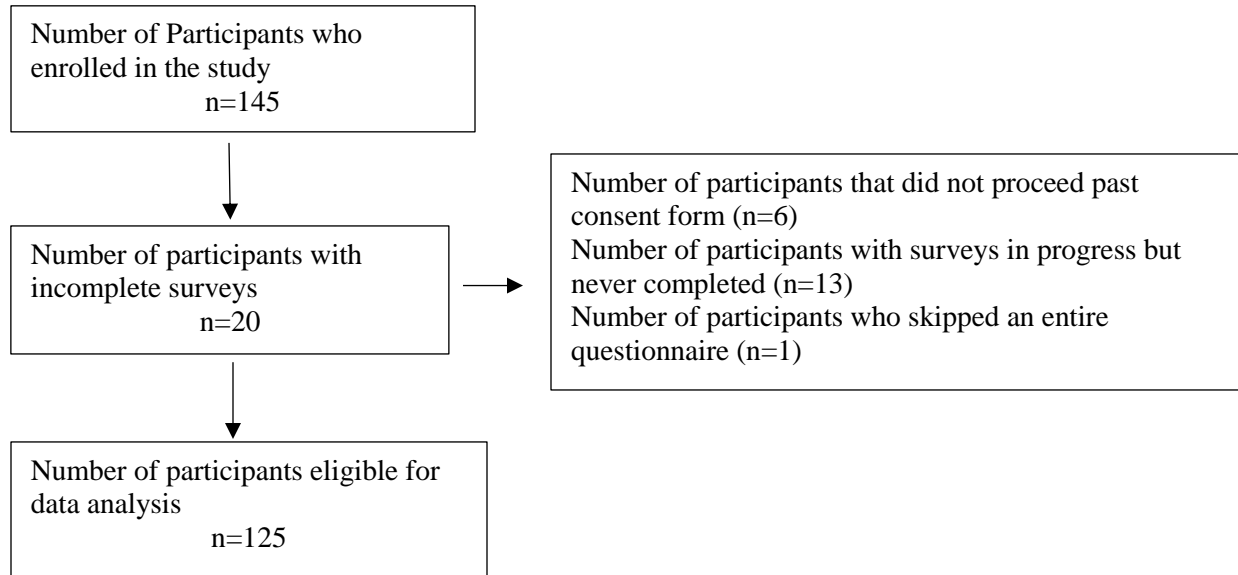 Number of Participants who
enrolled in the study
n=145
Number of participants that did not proceed past
consent form (n=6)
Number of participants with surveys in progress but
never completed (n=13)
Number of participants who skipped an entire
questionnaire (n=1)
Number of participants with
incomplete surveys
n=20
Number of participants eligible for
data analysis
n=125